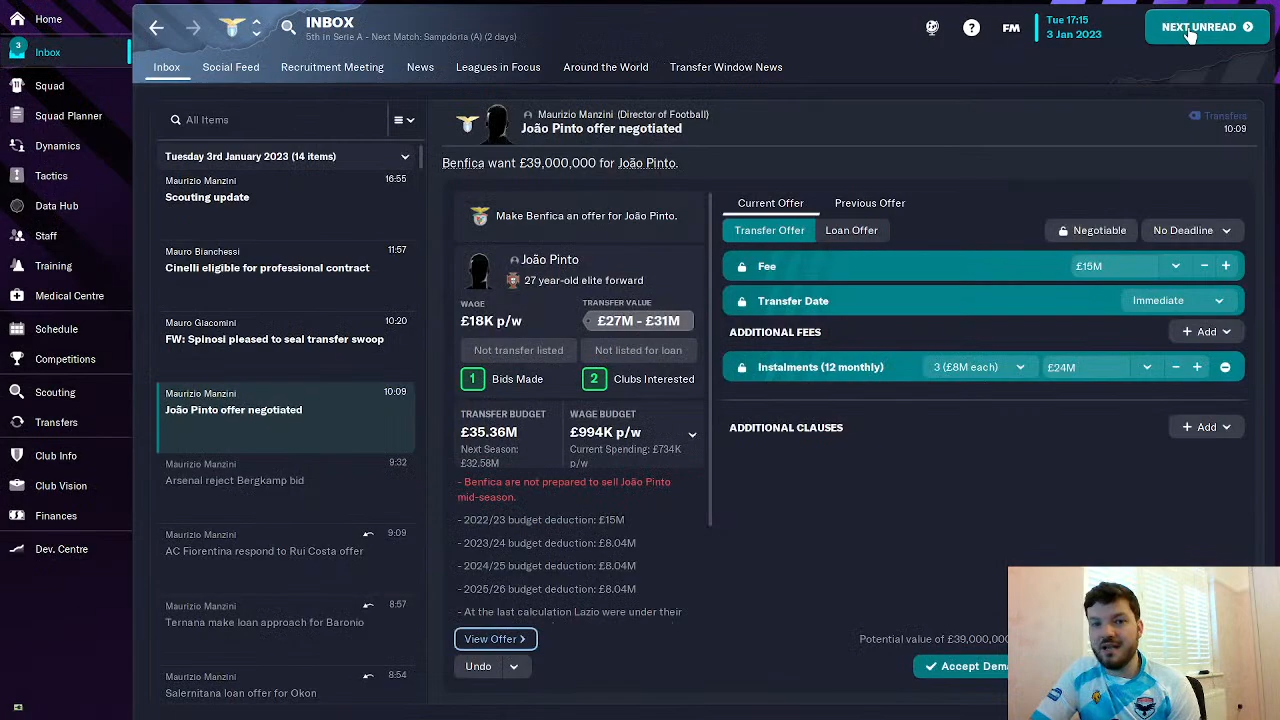 Home
INBOX
5th in Serie A - Next Match: Sampdoria (A) (2 days)
FM
Tue 17:15
3 Jan 2023
NEXT UNREAD
3
Inbox
Inbox
Social Feed
Recruitment Meeting
News
Leagues in Focus
Around the World
Transfer Window News
Squad
Squad Planner
Dynamics
Tactics
Data Hub
Staff
Training
Medical Centre
Schedule
Competitions
Scouting
Transfers
Club Info
Club Vision
Finances
Dev. Centre
All Items
Tuesday 3rd January 2023 (14 items)
Maurizio Manzini
16:55
Scouting update
Mauro Bianchessi
11:57
Cinelli eligible for professional contract
Mauro Giacomini
10:20
FW: Spinosi pleased to seal transfer swoop
Maurizio Manzini
10:09
João Pinto offer negotiated
Maurizio Manzini
9:32
Arsenal reject Bergkamp bid
Maurizio Manzini
9:09
AC Fiorentina respond to Rui Costa offer
Maurizio Manzini
8:57
Ternana make loan approach for Baronio
Maurizio Manzini
8:54
Salernitana loan offer for Okon
Maurizio Manzini (Director of Football)
João Pinto offer negotiated
Transfers
10:09
Benfica want £39,000,000 for João Pinto.
Make Benfica an offer for João Pinto.
João Pinto
27 year-old elite forward
WAGE
£18K p/w
TRANSFER VALUE
£27M - £31M
Not transfer listed
Not listed for loan
1 Bids Made
2 Clubs Interested
TRANSFER BUDGET
£35.36M
Next Season:
£32.58M
WAGE BUDGET
£994K p/w
Current Spending: £734K
p/w
- Benfica are not prepared to sell João Pinto
mid-season.
- 2022/23 budget deduction: £15M
- 2023/24 budget deduction: £8.04M
- 2024/25 budget deduction: £8.04M
- 2025/26 budget deduction: £8.04M
- At the last calculation Lazio were under their
View Offer
Undo
Current Offer
Previous Offer
Transfer Offer
Loan Offer
Negotiable
No Deadline
Fee
£15M
Transfer Date
Immediate
ADDITIONAL FEES
Add
Instalments (12 monthly)
3 (£8M each)
£24M
ADDITIONAL CLAUSES
Add
Potential value of £39,000,000
Accept Dema